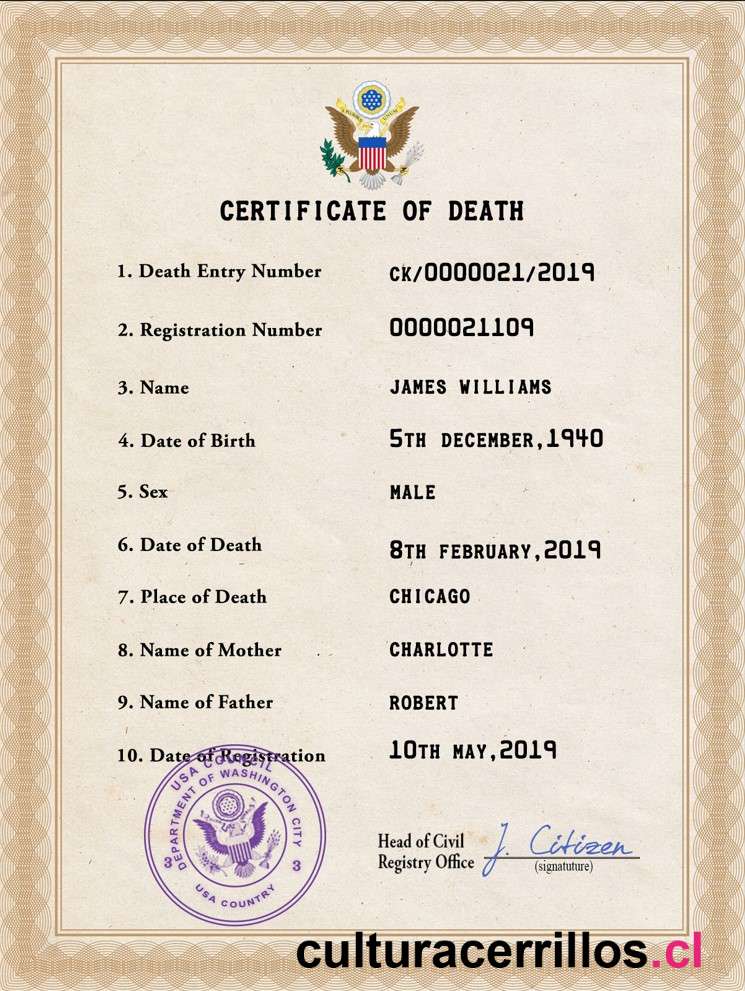 CERTIFICATE OF DEATH
1. Death Entry Number CK/0000021/2019
2. Registration Number 0000021109
3. Name JAMES WILLIAMS
4. Date of Birth 5TH DECEMBER,1940
5. Sex MALE
6. Date of Death 8TH FEBRUARY,2019
7. Place of Death CHICAGO
8. Name of Mother CHARLOTTE
9. Name of Father ROBERT
10. Date of Registration 10TH MAY,2019
USA COUNCIL
DEPARTMENT OF WASHINGTON CITY
3 3
USA COUNTRY
Head of Civil
Registry Office J. Citizen
(signatuture)
culturacerrillos.cl